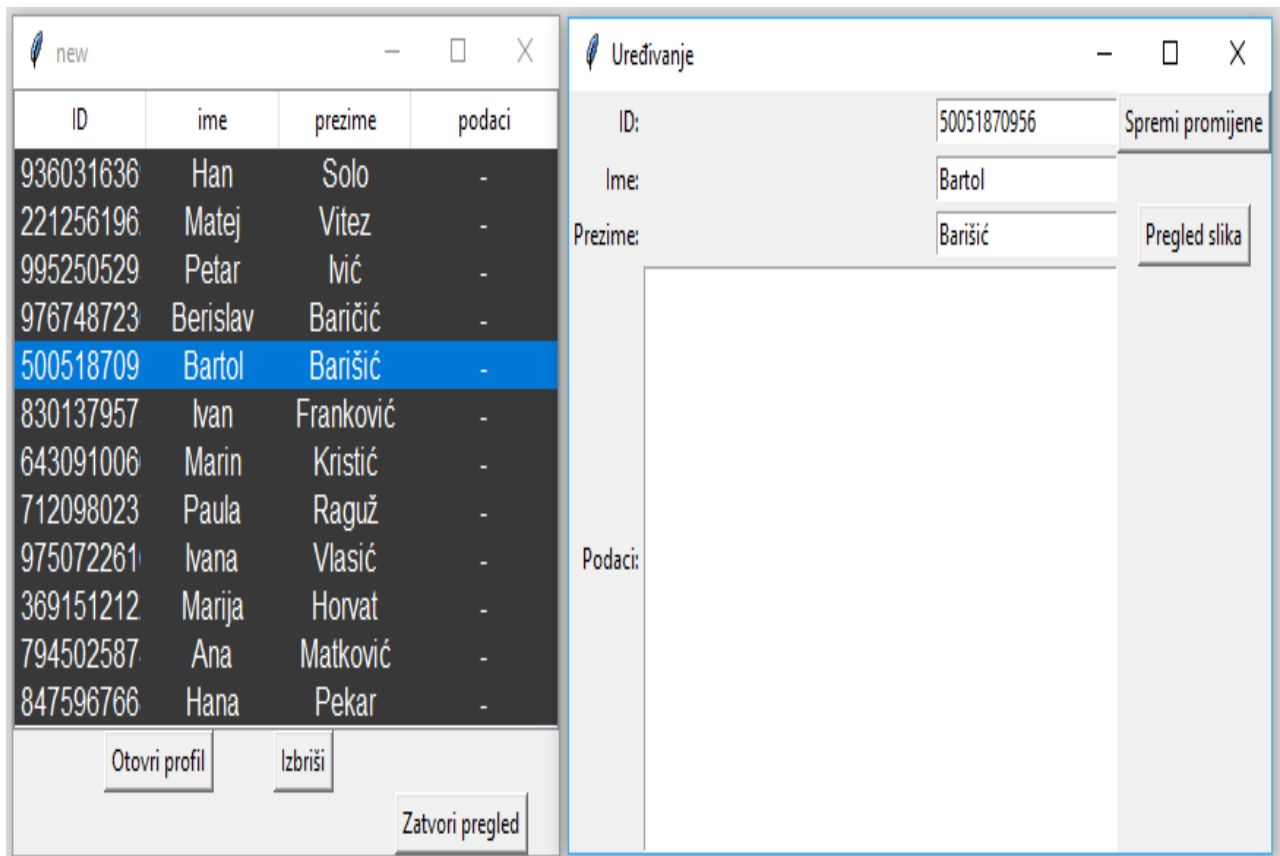 new
ID ime prezime podaci
936031636 Han Solo -
221256196 Matej Vitez -
995250529 Petar Ivić -
976748723 Berislav Baričić -
500518709 Bartol Barišić -
830137957 Ivan Franković -
643091006 Marin Kristić -
712098023 Paula Raguž -
975072261 Ivana Vlasić -
369151212 Marija Horvat -
794502587 Ana Matković -
847596766 Hana Pekar -
Otovri profil Izbriši
Zatvori pregled
Uređivanje
ID: 50051870956 Spremi promijene
Ime: Bartol
Prezime: Barišić Pregled slika
Podaci: